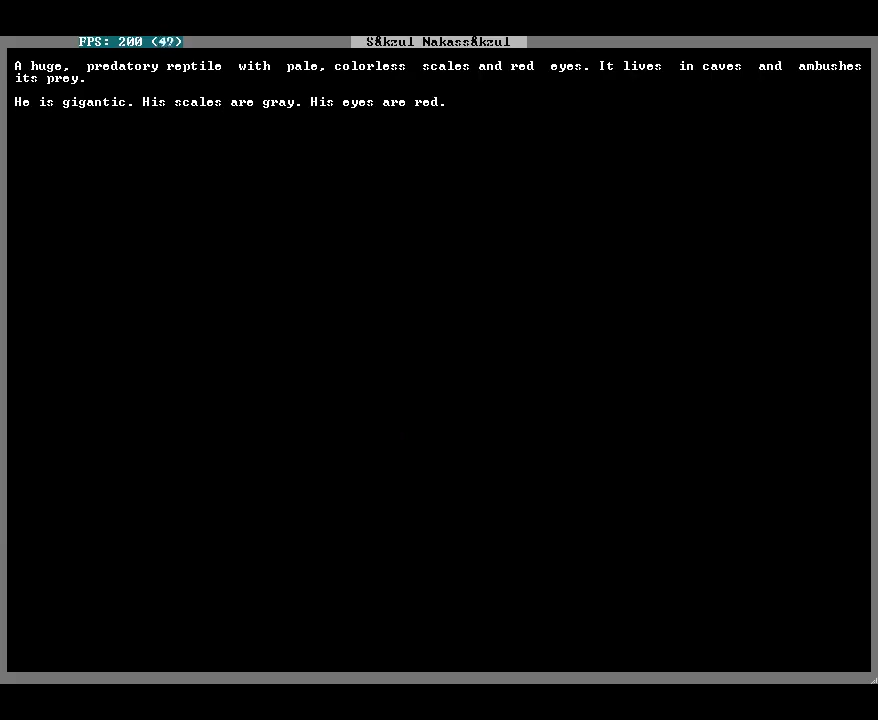 FPS: 200 (49) Såkzul Nakassåkzul
A huge, predatory reptile with pale, colorless scales and red eyes. It lives in caves and ambushes
its prey.
He is gigantic. His scales are gray. His eyes are red.